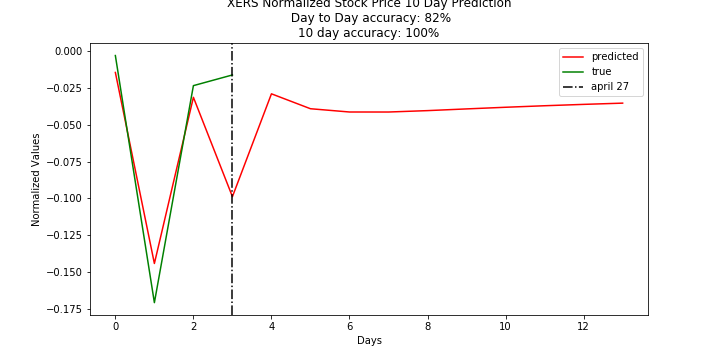 XERS Normalized Stock Price 10 Day Prediction
Day to Day accuracy: 82%
10 day accuracy: 100%
0.000
−0.025
−0.050
−0.075
−0.100
−0.125
−0.150
−0.175
Normalized Values
predicted
true
april 27
0 2 4 6 8 10 12
Days